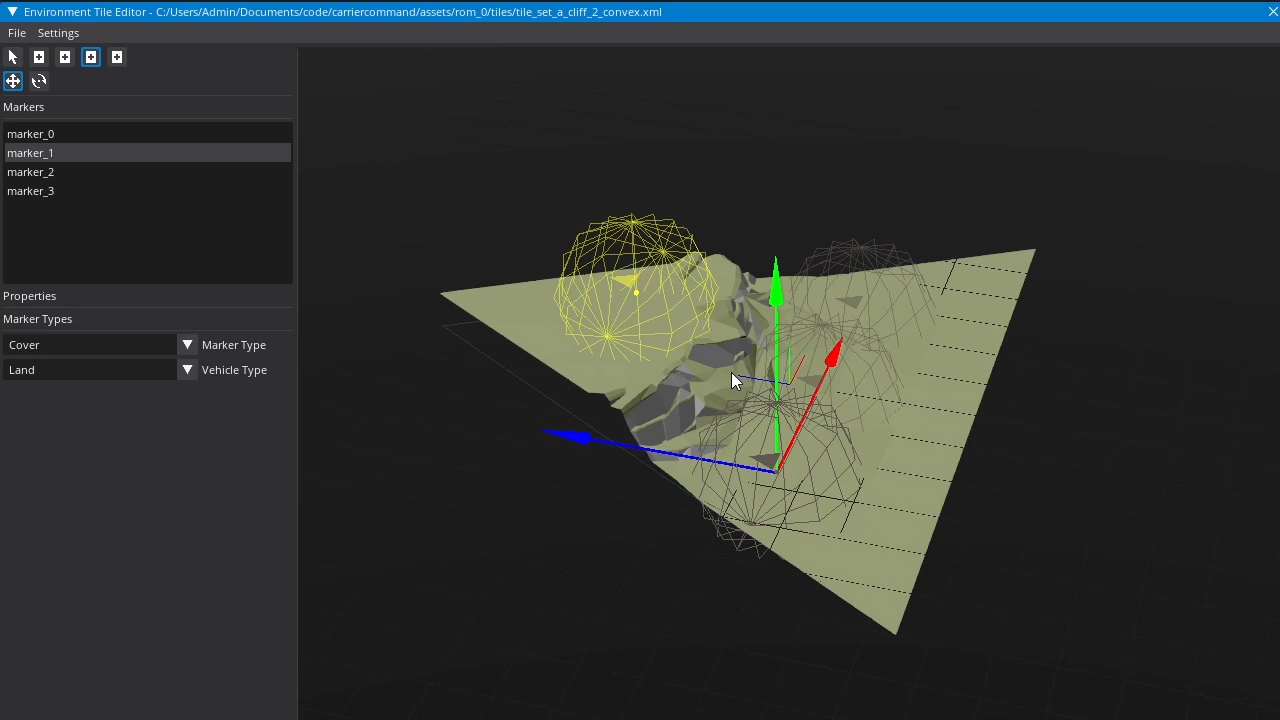 Environment Tile Editor - C:/Users/Admin/Documents/code/carriercommand/assets/rom_0/tiles/tile_set_a_cliff_2_convex.xml
File Settings
Markers
marker_0
marker_1
marker_2
marker_3
Properties
Marker Types
Cover Marker Type
Land Vehicle Type